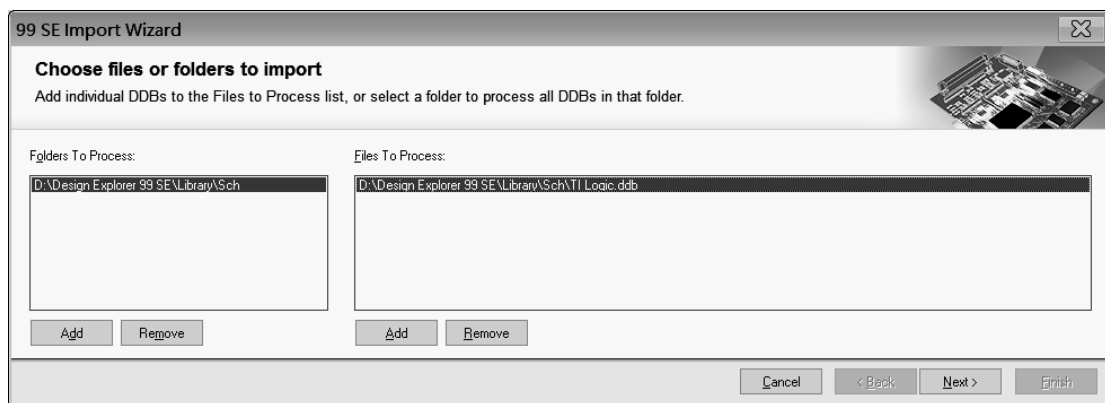 99 SE Import Wizard
Choose files or folders to import
Add individual DDBs to the Files to Process list, or select a folder to process all DDBs in that folder.
Folders To Process:
Files To Process:
D:\Design Explorer 99 SE\Library\Sch
D:\Design Explorer 99 SE\Library\Sch\TI Logic.ddb
Add
Remove
Add
Remove
Cancel
< Back
Next >
Finish